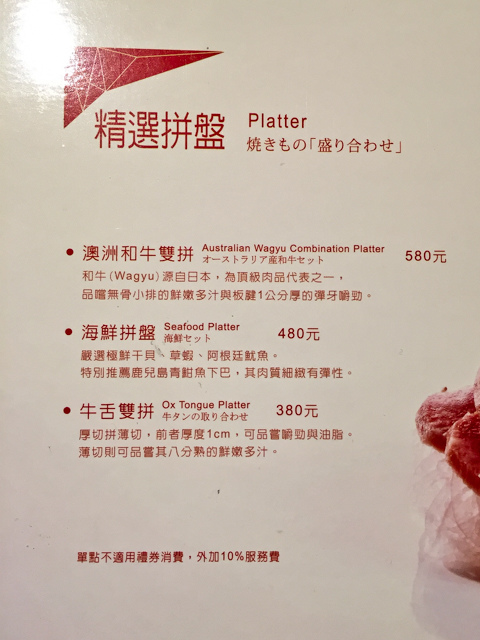 精選拼盤 Platter
焼きもの「盛り合わせ」
• 澳洲和牛雙拼 Australian Wagyu Combination Platter 580元
オーストラリア産和牛セット
和牛(Wagyu)源自日本，為頂級肉品代表之一，
品嚐無骨小排的鮮嫩多汁與板腱1公分厚的彈牙嚼勁。
• 海鮮拼盤 Seafood Platter 480元
海鮮セット
嚴選極鮮干貝、草蝦、阿根廷魷魚。
特別推薦鹿兒島青魽魚下巴，其肉質細緻有彈性。
• 牛舌雙拼 Ox Tongue Platter 380元
牛タンの取り合わせ
厚切拼薄切，前者厚度1cm，可品嘗嚼勁與油脂。
薄切則可品嘗其八分熟的鮮嫩多汁。
單點不適用禮券消費，外加10%服務費